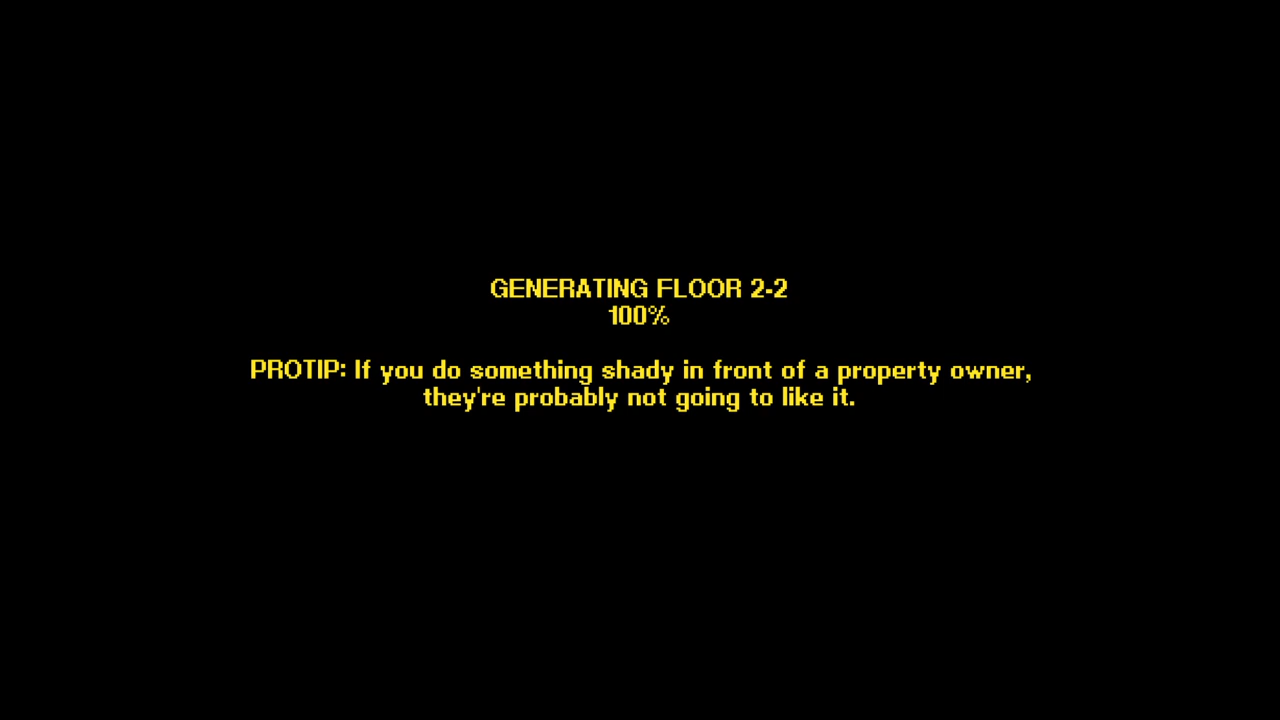 GENERATING FLOOR 2-2
100%
PROTIP: If you do something shady in front of a property owner,
they're probably not going to like it.